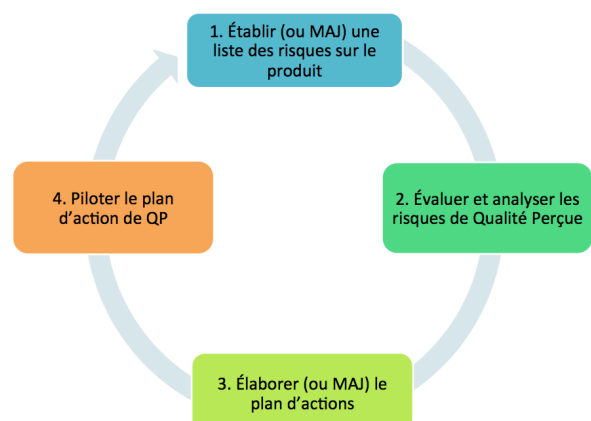 1. Établir (ou MAJ) une
liste des risques sur le
produit
2. Évaluer et analyser les
risques de Qualité Perçue
3. Élaborer (ou MAJ) le
plan d’actions
4. Piloter le plan
d’action de QP